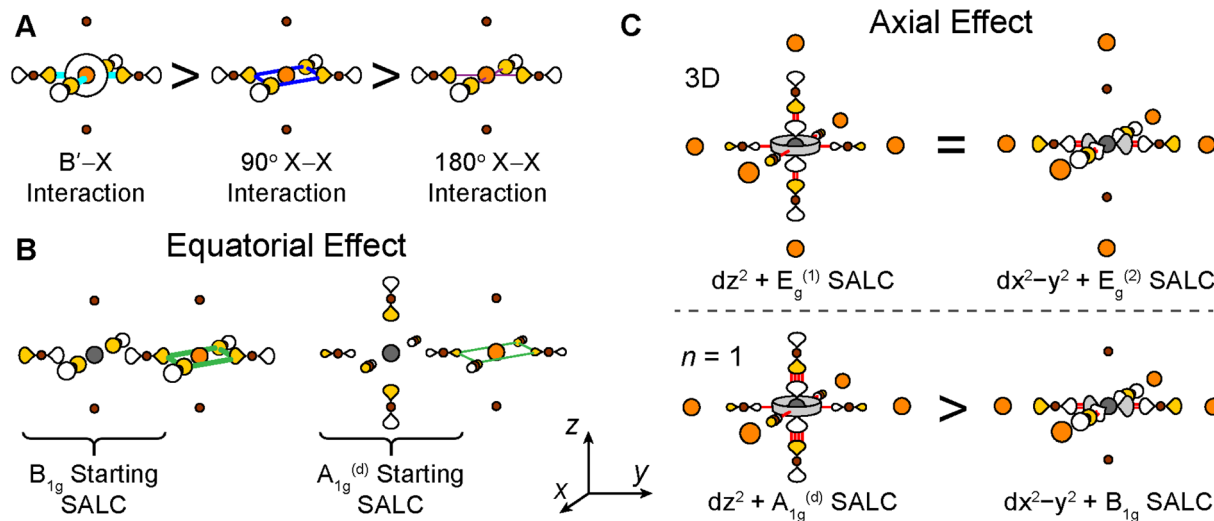 A
>
>
B′–X
Interaction
90° X–X
Interaction
180° X–X
Interaction
B
Equatorial Effect
B1g Starting
SALC
A1g(d) Starting
SALC
z
y
x
C
Axial Effect
3D
=
dz² + Eg(1) SALC
dx²–y² + Eg(2) SALC
n = 1
>
dz² + A1g(d) SALC
dx²–y² + B1g SALC